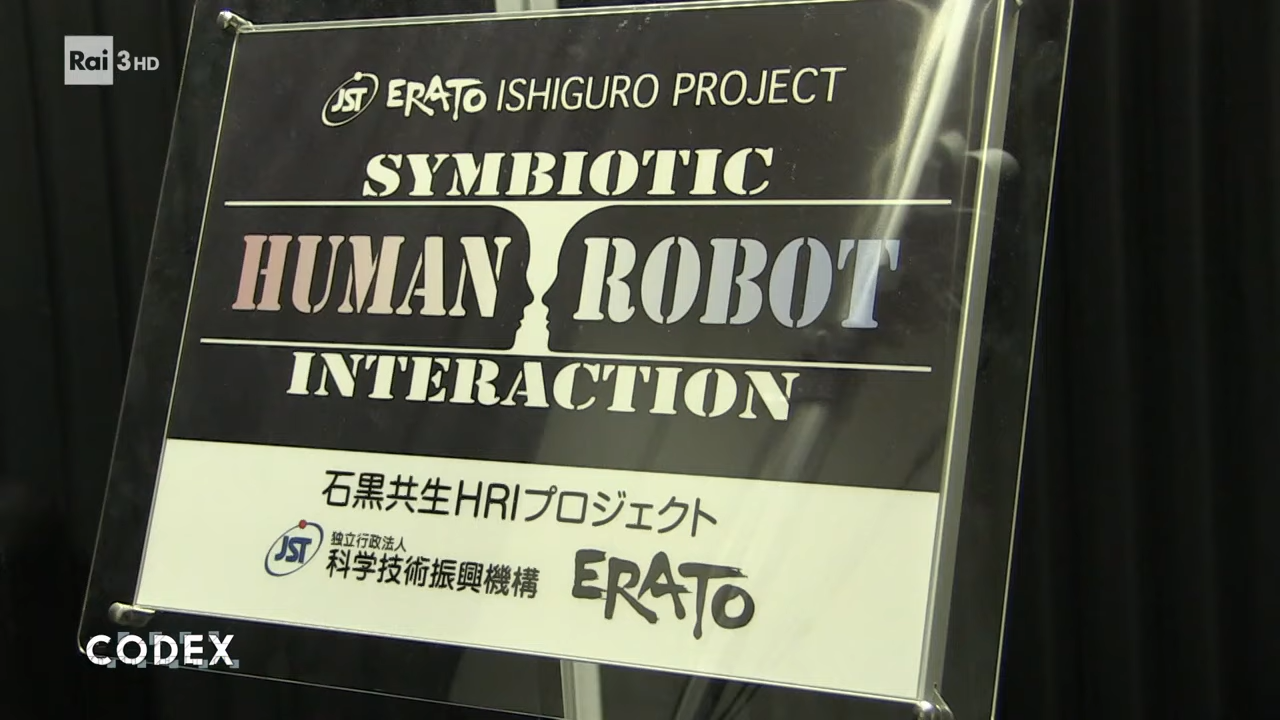 Rai 3HD
JST ERATO ISHIGURO PROJECT
SYMBIOTIC
HUMAN ROBOT
INTERACTION
石黒共生HRIプロジェクト
JST 独立行政法人
科学技術振興機構 ERATO
CODEX